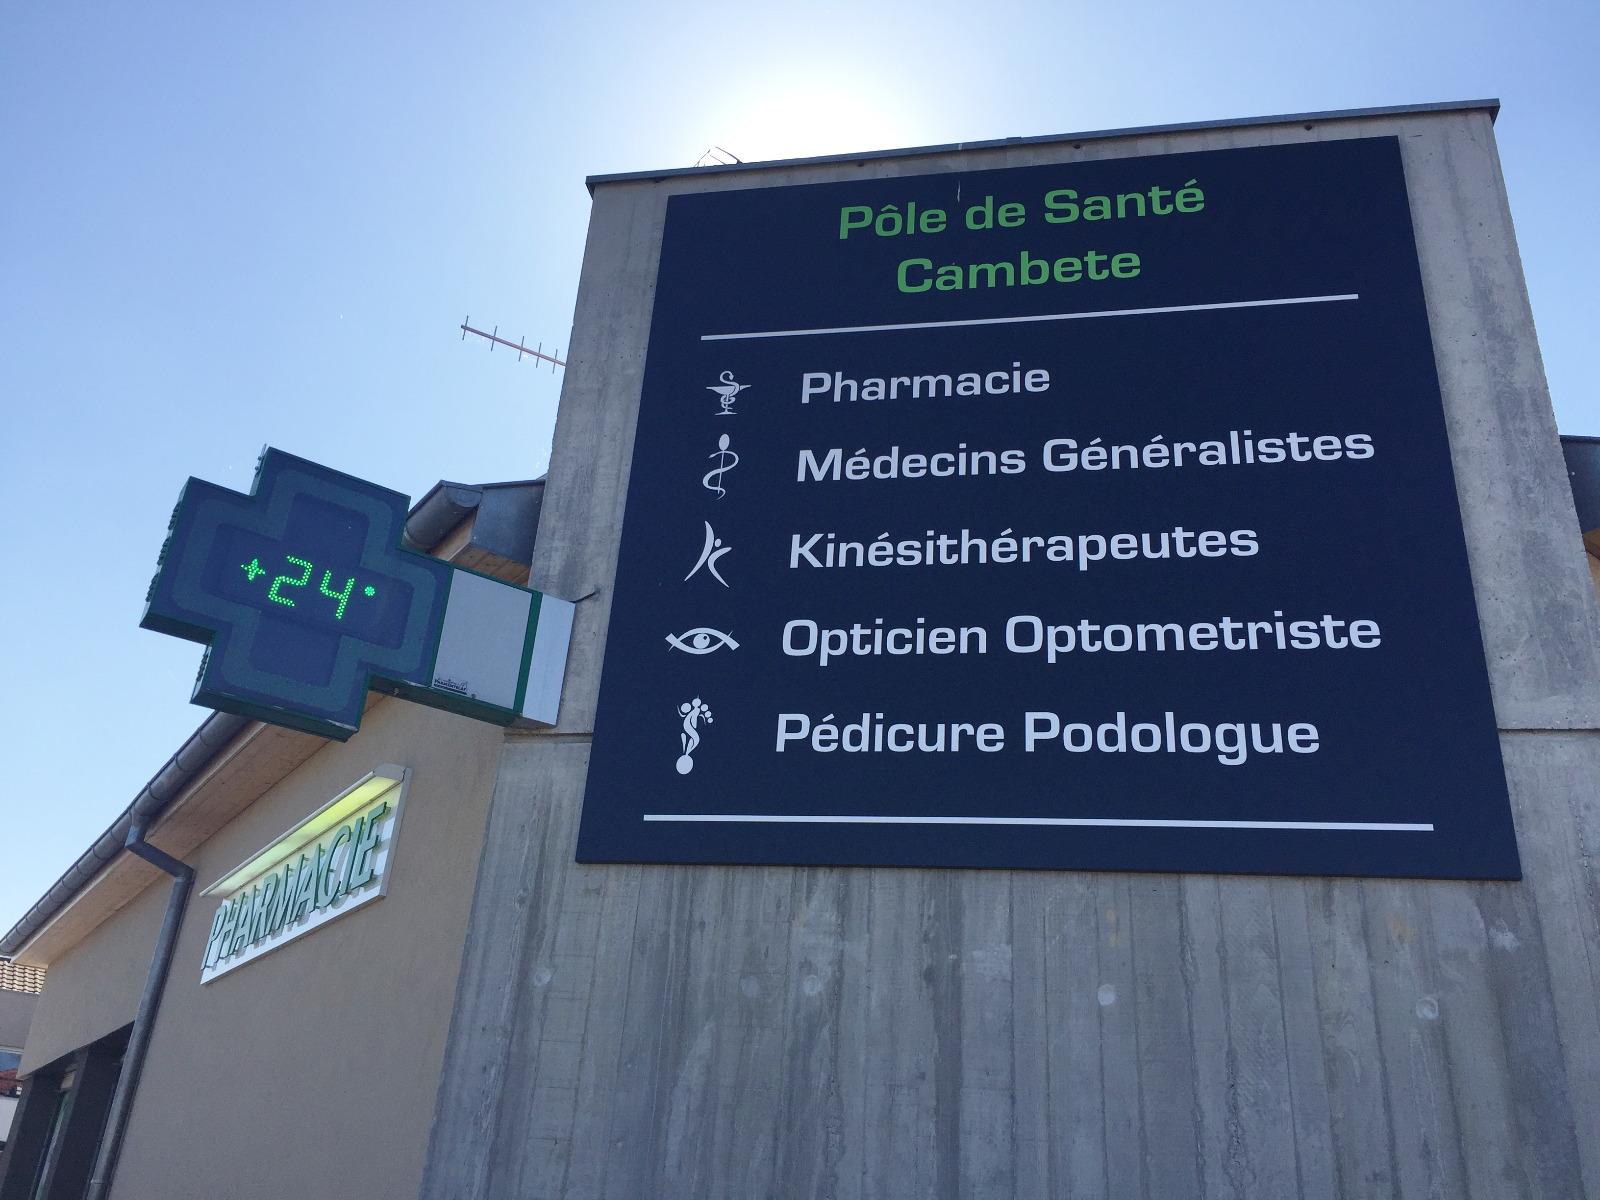 Pôle de Santé
Cambete
Pharmacie
Médecins Généralistes
Kinésithérapeutes
Opticien Optometriste
Pédicure Podologue
+24°
PHARMACIE